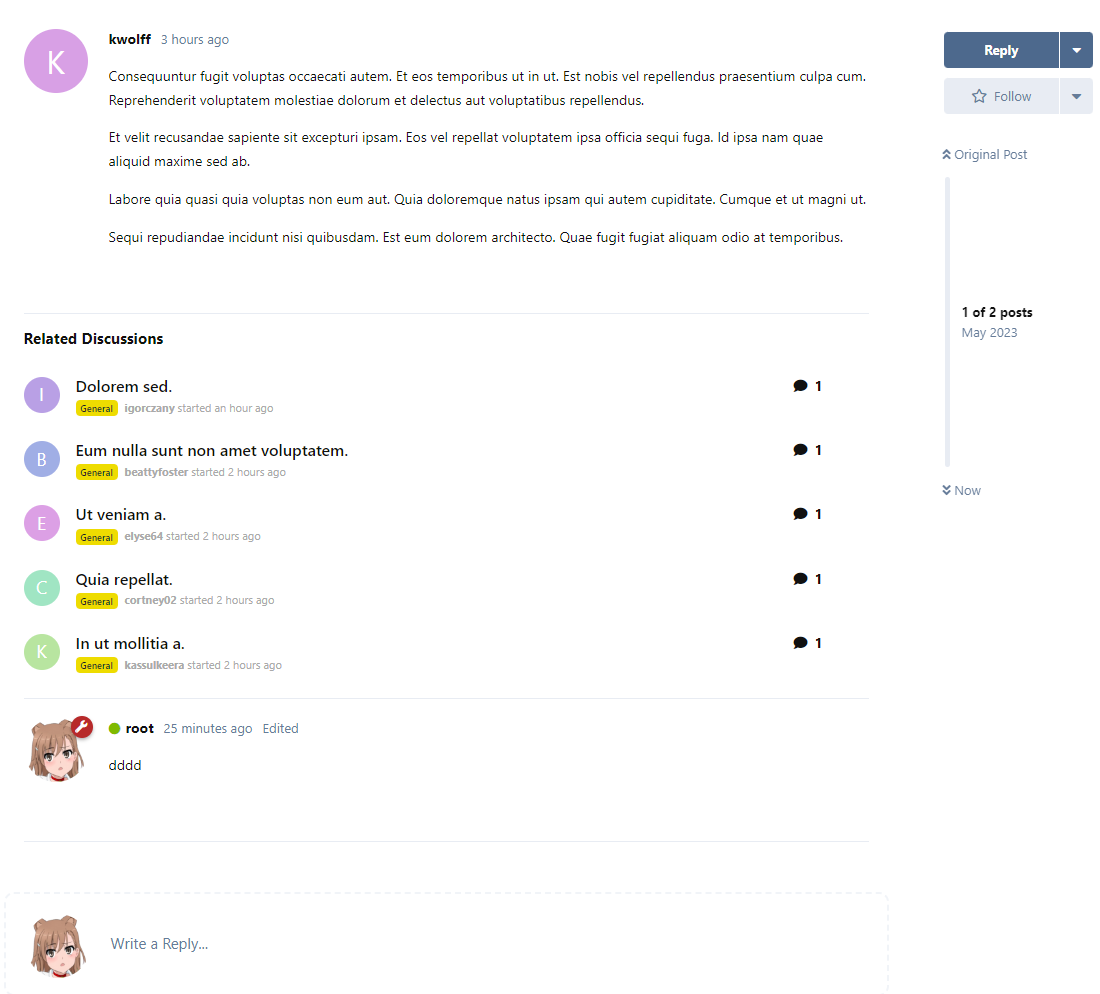 K
kwolff 3 hours ago
Consequuntur fugit voluptas occaecati autem. Et eos temporibus ut in ut. Est nobis vel repellendus praesentium culpa cum.
Reprehenderit voluptatem molestiae dolorum et delectus aut voluptatibus repellendus.
Et velit recusandae sapiente sit excepturi ipsam. Eos vel repellat voluptatem ipsa officia sequi fuga. Id ipsa nam quae
aliquid maxime sed ab.
Labore quia quasi quia voluptas non eum aut. Quia doloremque natus ipsam qui autem cupiditate. Cumque et ut magni ut.
Sequi repudiandae incidunt nisi quibusdam. Est eum dolorem architecto. Quae fugit fugiat aliquam odio at temporibus.
Related Discussions
I
Dolorem sed. 1
General igorczany started an hour ago
B
Eum nulla sunt non amet voluptatem. 1
General beattyfoster started 2 hours ago
E
Ut veniam a. 1
General elyse64 started 2 hours ago
C
Quia repellat. 1
General cortney02 started 2 hours ago
K
In ut mollitia a. 1
General kassulkeera started 2 hours ago
root 25 minutes ago Edited
dddd
Write a Reply...
Reply
Follow
Original Post
1 of 2 posts
May 2023
Now